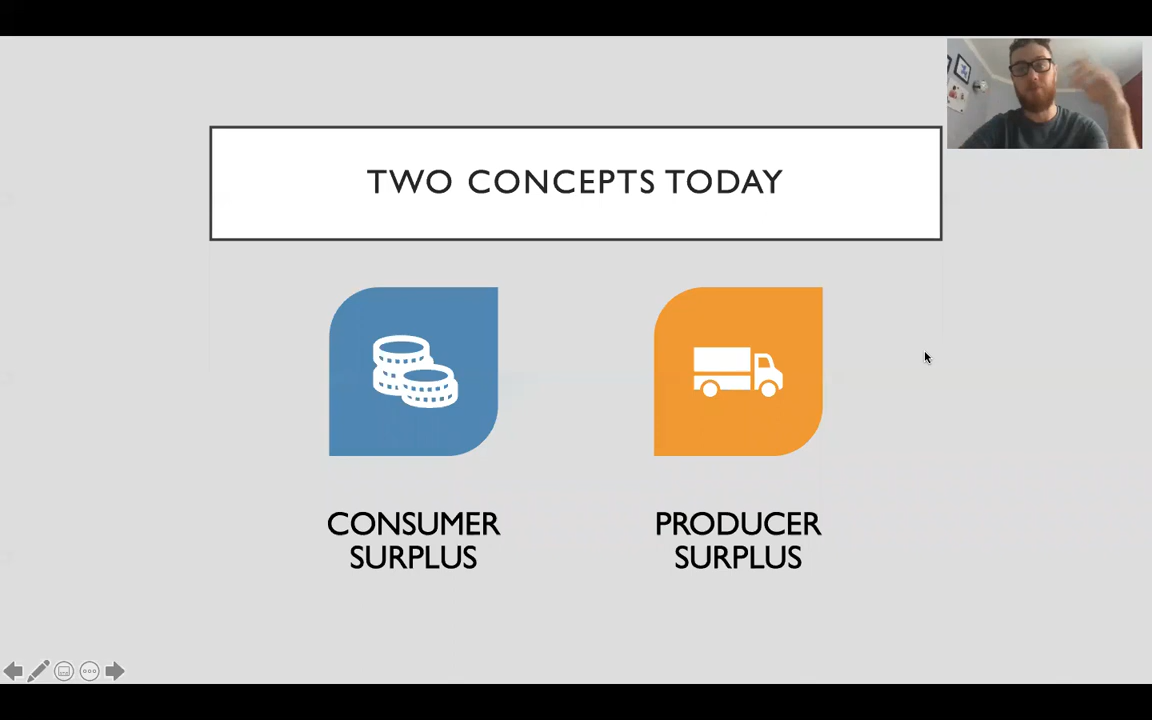 TWO CONCEPTS TODAY
CONSUMER
SURPLUS
PRODUCER
SURPLUS